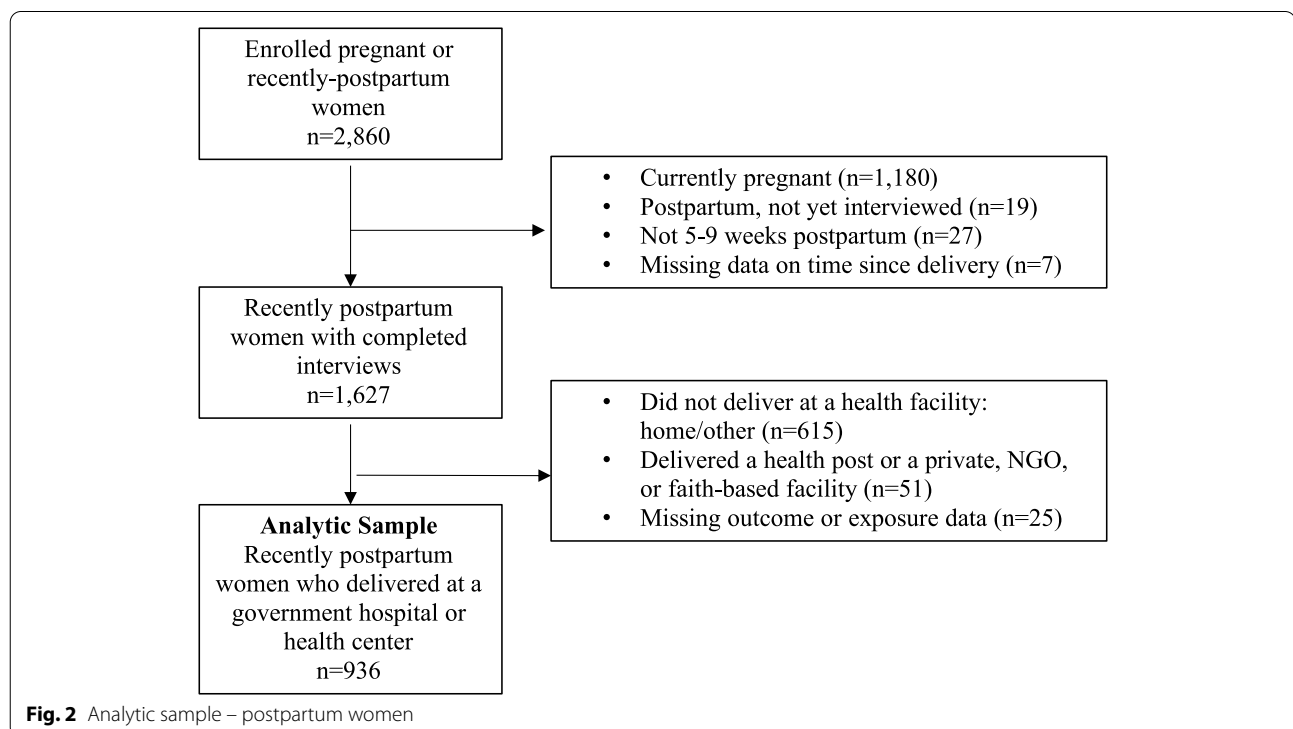 Enrolled pregnant or
recently-postpartum
women
n=2,860
• Currently pregnant (n=1,180)
• Postpartum, not yet interviewed (n=19)
• Not 5-9 weeks postpartum (n=27)
• Missing data on time since delivery (n=7)
Recently postpartum
women with completed
interviews
n=1,627
• Did not deliver at a health facility:
home/other (n=615)
• Delivered a health post or a private, NGO,
or faith-based facility (n=51)
• Missing outcome or exposure data (n=25)
Analytic Sample
Recently postpartum
women who delivered at a
government hospital or
health center
n=936
Fig. 2 Analytic sample – postpartum women